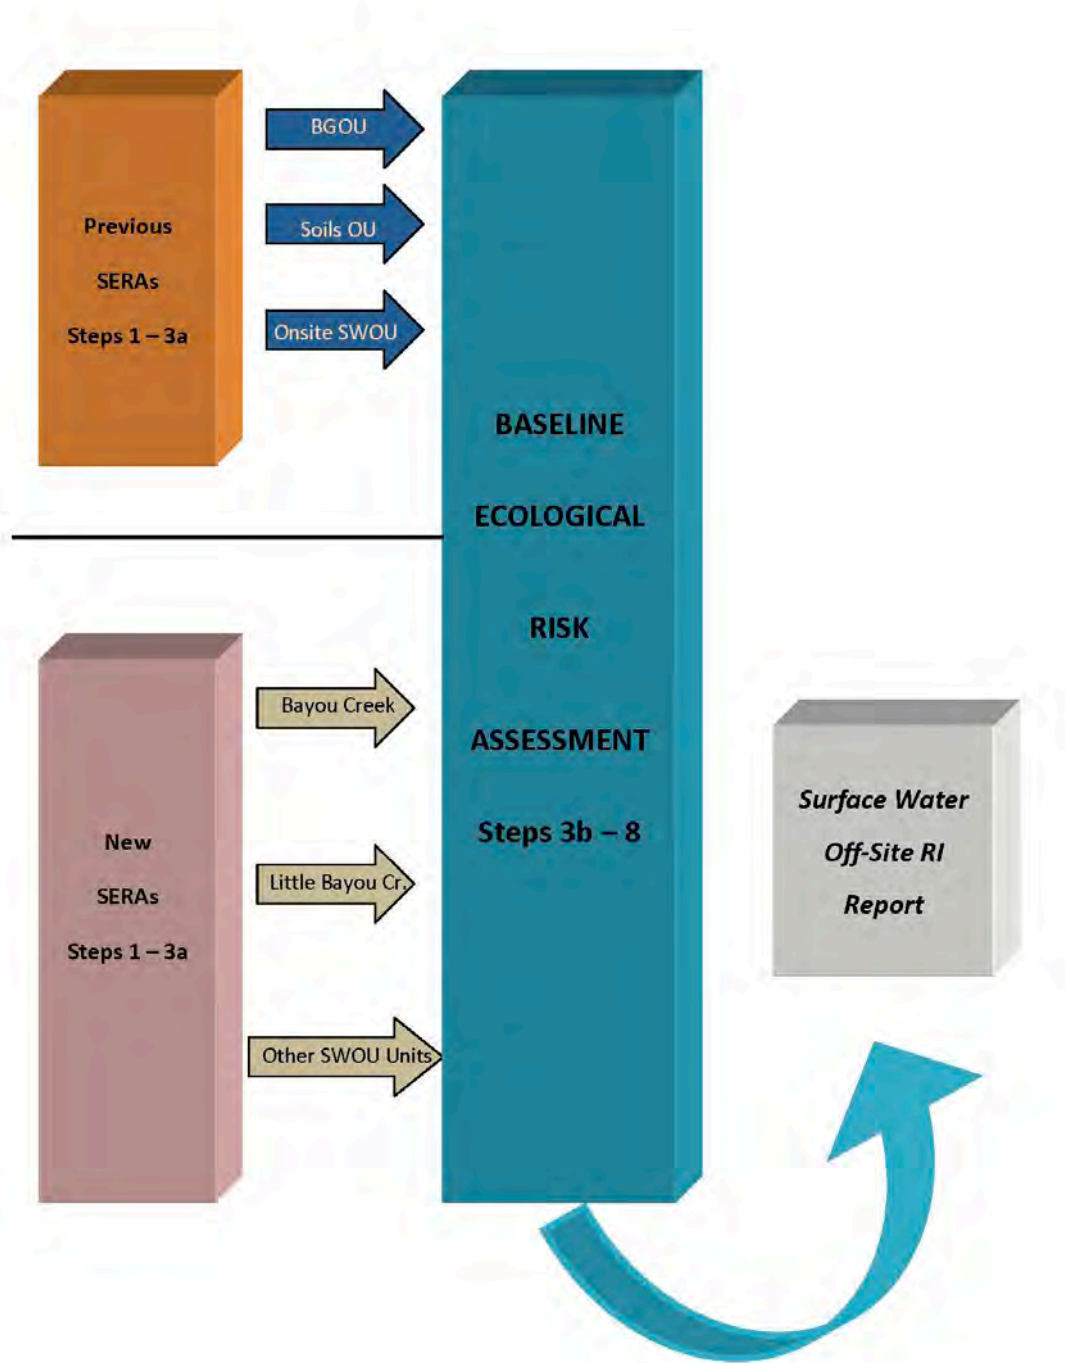 Previous
SERAs
Steps 1 – 3a
BGOU
Soils OU
Onsite SWOU
BASELINE
ECOLOGICAL
RISK
ASSESSMENT
Steps 3b – 8
New
SERAs
Steps 1 – 3a
Bayou Creek
Little Bayou Cr.
Other SWOU Units
Surface Water
Off-Site RI
Report